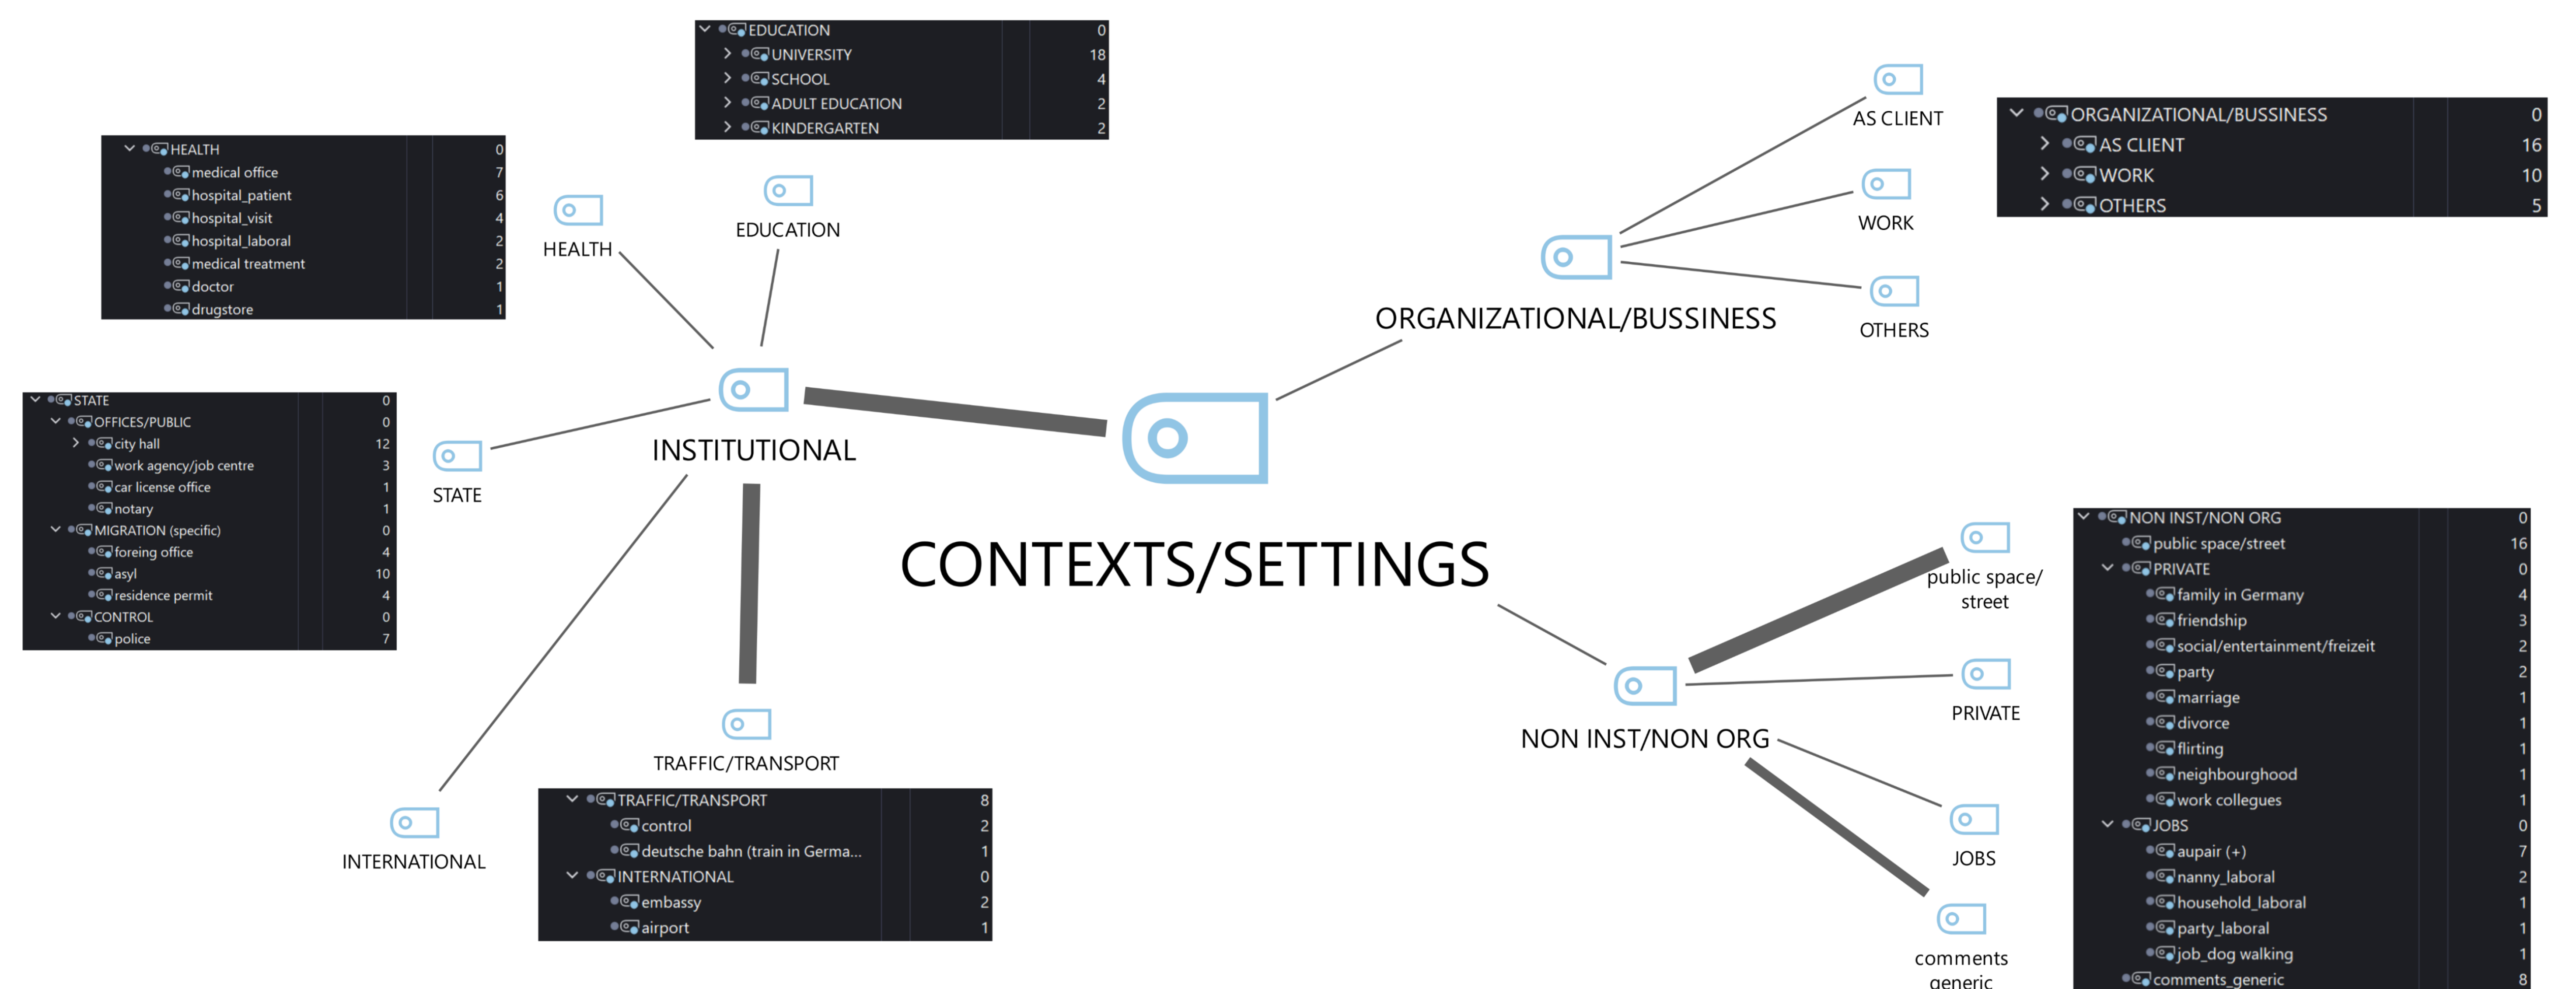 EDUCATION 0
UNIVERSITY 18
SCHOOL 4
ADULT EDUCATION 2
KINDERGARTEN 2
HEALTH 0
medical office 7
hospital_patient 6
hospital_visit 4
hospital_laboral 2
medical treatment 2
doctor 1
drugstore 1
HEALTH
EDUCATION
AS CLIENT
WORK
OTHERS
ORGANIZATIONAL/BUSSINESS 0
AS CLIENT 16
WORK 10
OTHERS 5
ORGANIZATIONAL/BUSSINESS
STATE 0
OFFICES/PUBLIC 0
city hall 12
work agency/job centre 3
car license office 1
notary 1
MIGRATION (specific) 0
foreing office 4
asyl 10
residence permit 4
CONTROL 0
police 7
STATE
INSTITUTIONAL
CONTEXTS/SETTINGS
TRAFFIC/TRANSPORT
INTERNATIONAL
TRAFFIC/TRANSPORT 8
control 2
deutsche bahn (train in Germa... 1
INTERNATIONAL 0
embassy 2
airport 1
NON INST/NON ORG
public space/
street
PRIVATE
JOBS
comments
generic
NON INST/NON ORG 0
public space/street 16
PRIVATE 0
family in Germany 4
friendship 3
social/entertainment/freizeit 2
party 2
marriage 1
divorce 1
flirting 1
neighbourghood 1
work collegues 1
JOBS 0
aupair (+) 7
nanny_laboral 2
household_laboral 1
party_laboral 1
job_dog walking 1
comments_generic 8